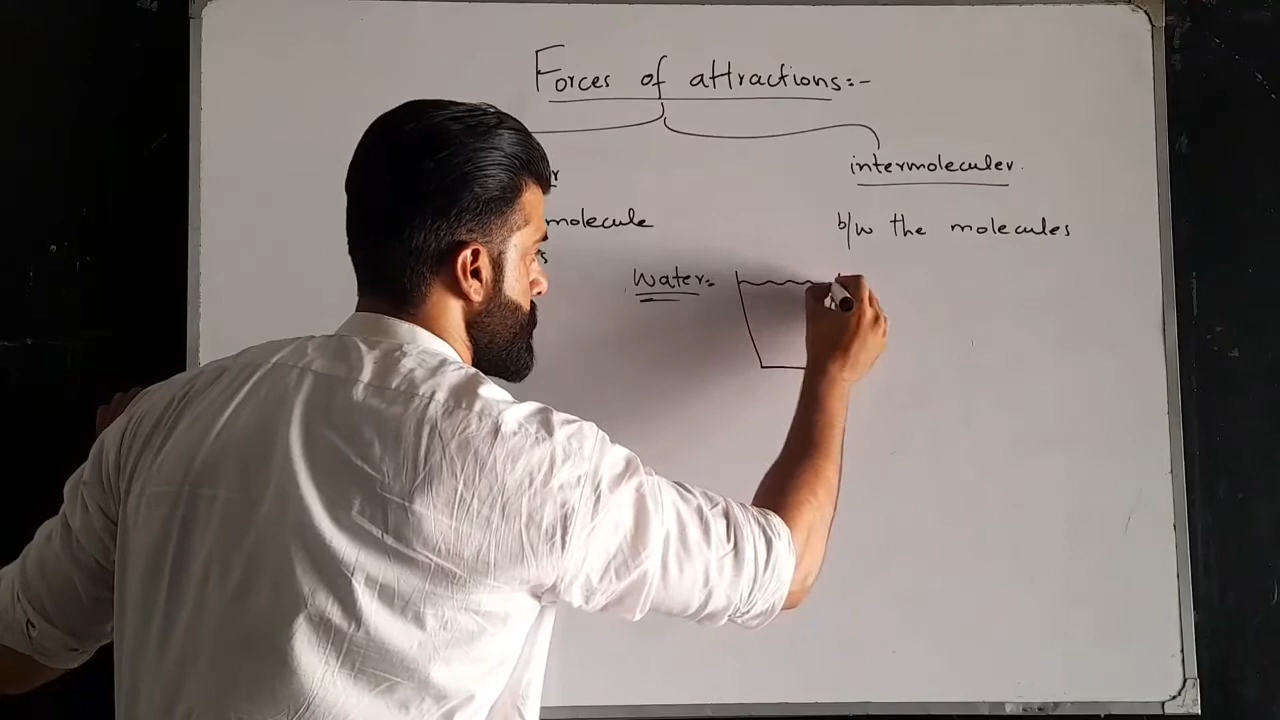 Forces of attractions:-
intermoleculer.
molecule
b/w the molecules
Water: